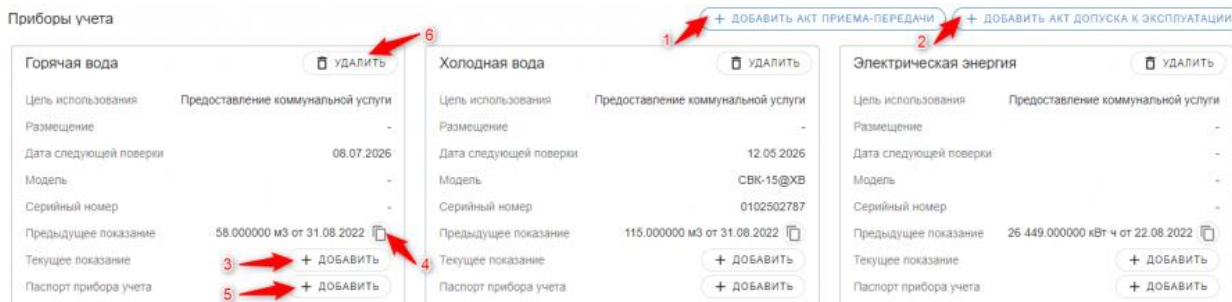 Приборы учета
+ ДОБАВИТЬ АКТ ПРИЕМА-ПЕРЕДАЧИ
+ ДОБАВИТЬ АКТ ДОПУСКА К ЭКСПЛУАТАЦИИ
1
2
6
Горячая вода
УДАЛИТЬ
Цель использования Предоставление коммунальной услуги
Размещение -
Дата следующей поверки 08.07.2026
Модель -
Серийный номер -
Предыдущее показание 58.000000 м3 от 31.08.2022
4
Текущее показание
3
+ ДОБАВИТЬ
Паспорт прибора учета
5
+ ДОБАВИТЬ
Холодная вода
УДАЛИТЬ
Цель использования Предоставление коммунальной услуги
Размещение -
Дата следующей поверки 12.05.2026
Модель СВК-15@ХВ
Серийный номер 0102502787
Предыдущее показание 115.000000 м3 от 31.08.2022
Текущее показание + ДОБАВИТЬ
Паспорт прибора учета + ДОБАВИТЬ
Электрическая энергия
УДАЛИТЬ
Цель использования Предоставление коммунальной услуги
Размещение -
Дата следующей поверки -
Модель -
Серийный номер -
Предыдущее показание 26 449.000000 кВт ч от 22.08.2022
Текущее показание + ДОБАВИТЬ
Паспорт прибора учета + ДОБАВИТЬ